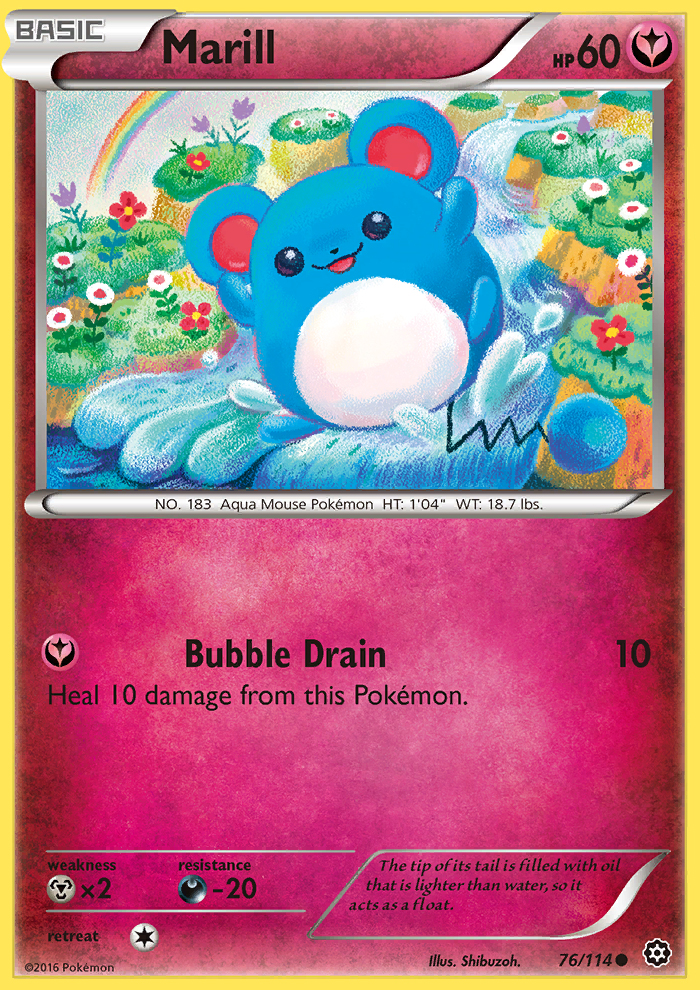 BASIC
Marill
HP60
NO. 183 Aqua Mouse Pokémon HT: 1'04" WT: 18.7 lbs.
Bubble Drain 10
Heal 10 damage from this Pokémon.
weakness resistance
×2 -20
The tip of its tail is filled with oil
that is lighter than water, so it
acts as a float.
retreat
©2016 Pokémon
Illus. Shibuzoh.
76/114